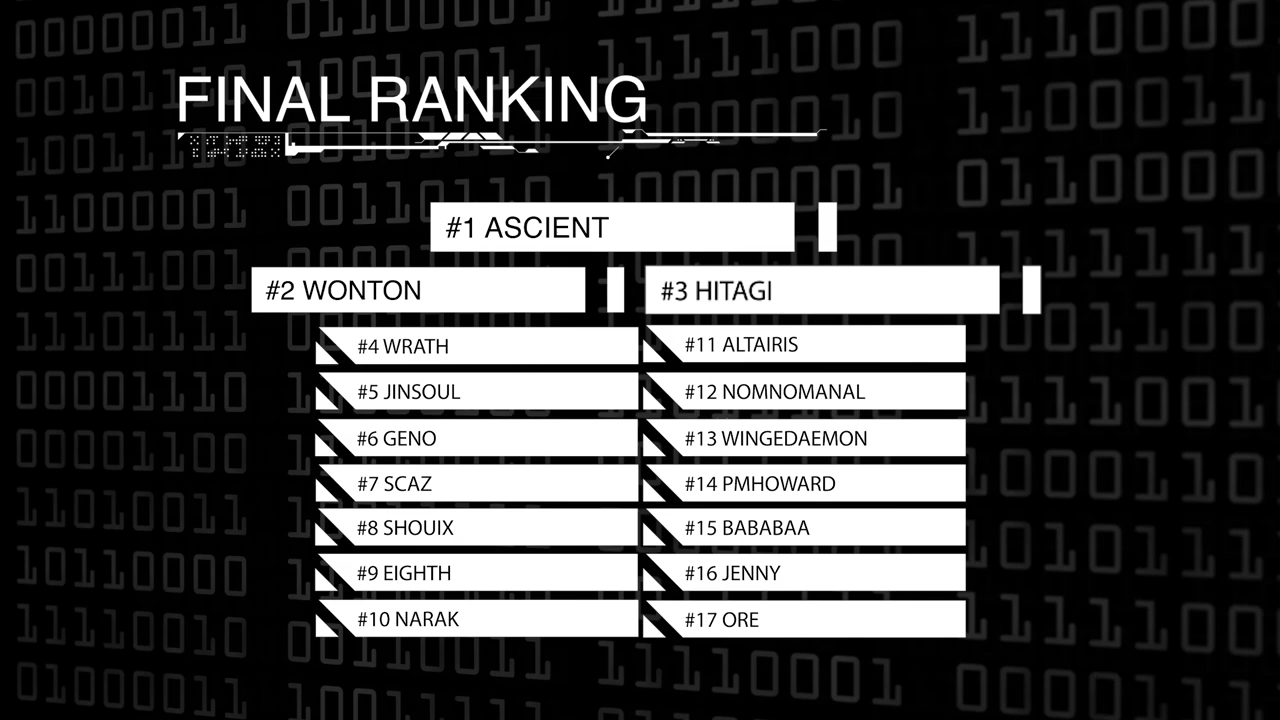 FINAL RANKING
#1 ASCIENT
#2 WONTON
#3 HITAGI
#4 WRATH
#5 JINSOUL
#6 GENO
#7 SCAZ
#8 SHOUIX
#9 EIGHTH
#10 NARAK
#11 ALTAIRIS
#12 NOMNOMANAL
#13 WINGEDAEMON
#14 PMHOWARD
#15 BABABAA
#16 JENNY
#17 ORE